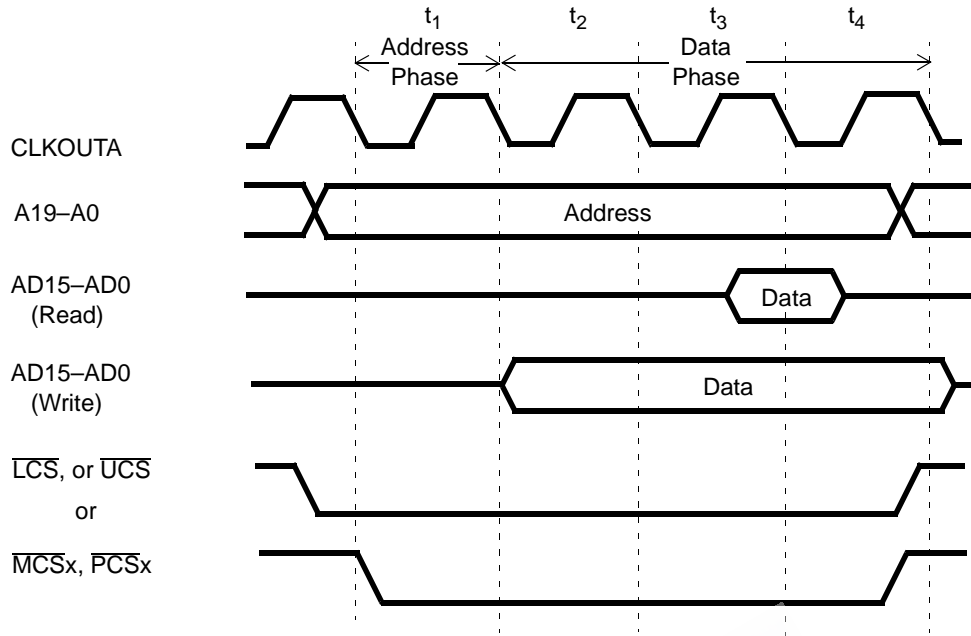 t1 t2 t3 t4
Address Phase
Data Phase
CLKOUTA
A19–A0
Address
AD15–AD0
(Read)
Data
AD15–AD0
(Write)
Data
LCS, or UCS
or
MCSx, PCSx